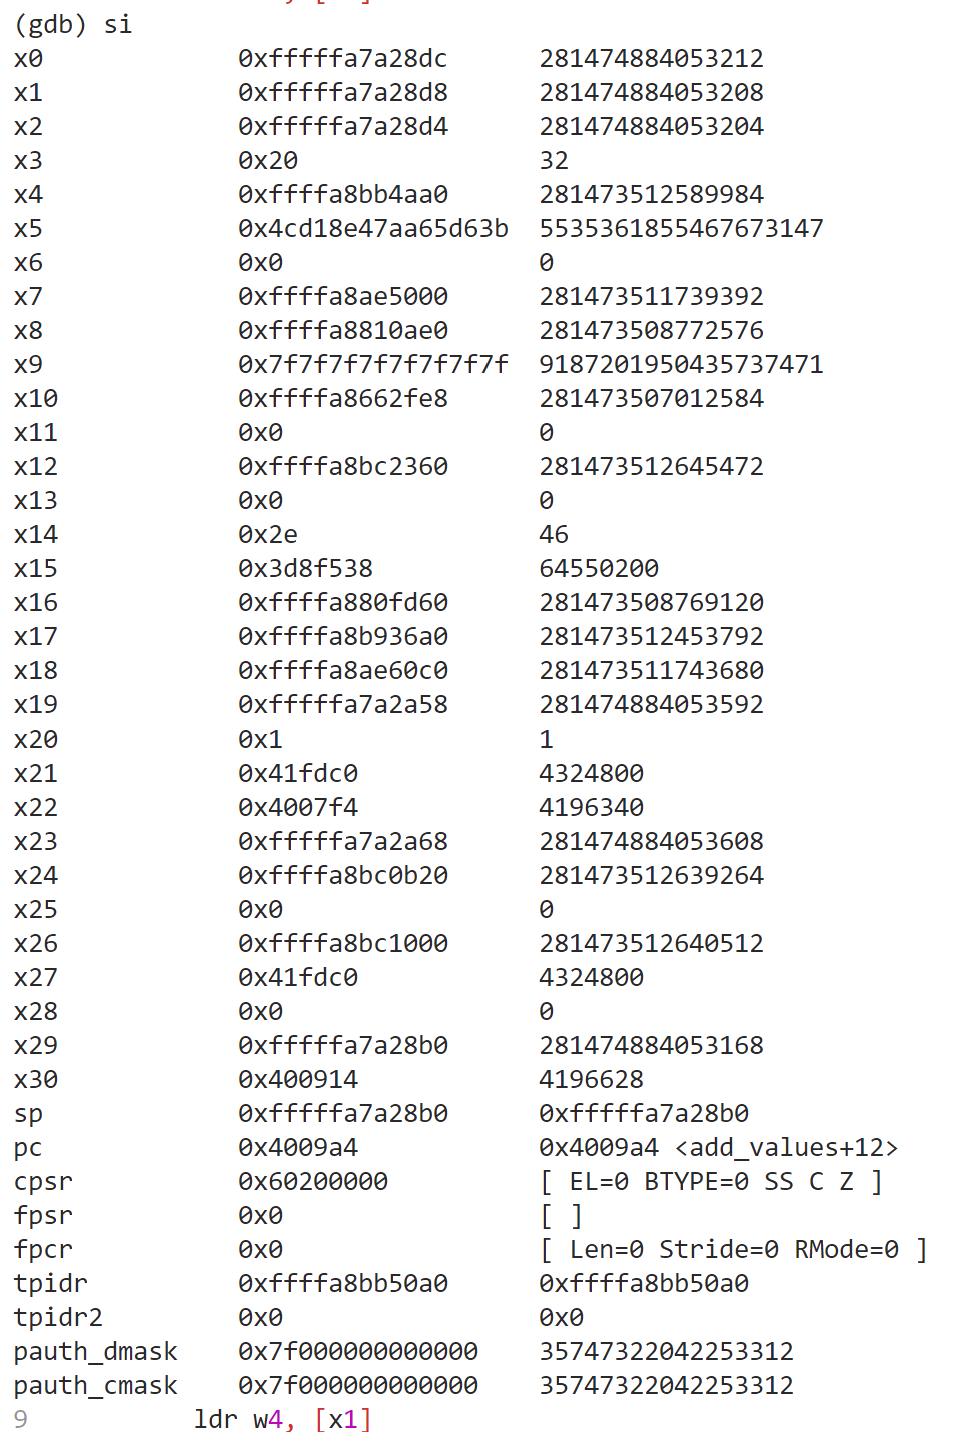 (gdb) si
x0 0xfffffa7a28dc 281474884053212
x1 0xfffffa7a28d8 281474884053208
x2 0xfffffa7a28d4 281474884053204
x3 0x20 32
x4 0xffffa8bb4aa0 281473512589984
x5 0x4cd18e47aa65d63b 5535361855467673147
x6 0x0 0
x7 0xffffa8ae5000 281473511739392
x8 0xffffa8810ae0 281473508772576
x9 0x7f7f7f7f7f7f7f7f 9187201950435737471
x10 0xffffa8662fe8 281473507012584
x11 0x0 0
x12 0xffffa8bc2360 281473512645472
x13 0x0 0
x14 0x2e 46
x15 0x3d8f538 64550200
x16 0xffffa880fd60 281473508769120
x17 0xffffa8b936a0 281473512453792
x18 0xffffa8ae60c0 281473511743680
x19 0xfffffa7a2a58 281474884053592
x20 0x1 1
x21 0x41fdc0 4324800
x22 0x4007f4 4196340
x23 0xfffffa7a2a68 281474884053608
x24 0xffffa8bc0b20 281473512639264
x25 0x0 0
x26 0xffffa8bc1000 281473512640512
x27 0x41fdc0 4324800
x28 0x0 0
x29 0xfffffa7a28b0 281474884053168
x30 0x400914 4196628
sp 0xfffffa7a28b0 0xfffffa7a28b0
pc 0x4009a4 0x4009a4 <add_values+12>
cpsr 0x60200000 [ EL=0 BTYPE=0 SS C Z ]
fpsr 0x0 [ ]
fpcr 0x0 [ Len=0 Stride=0 RMode=0 ]
tpidr 0xffffa8bb50a0 0xffffa8bb50a0
tpidr2 0x0 0x0
pauth_dmask 0x7f000000000000 35747322042253312
pauth_cmask 0x7f000000000000 35747322042253312
9 ldr w4, [x1]